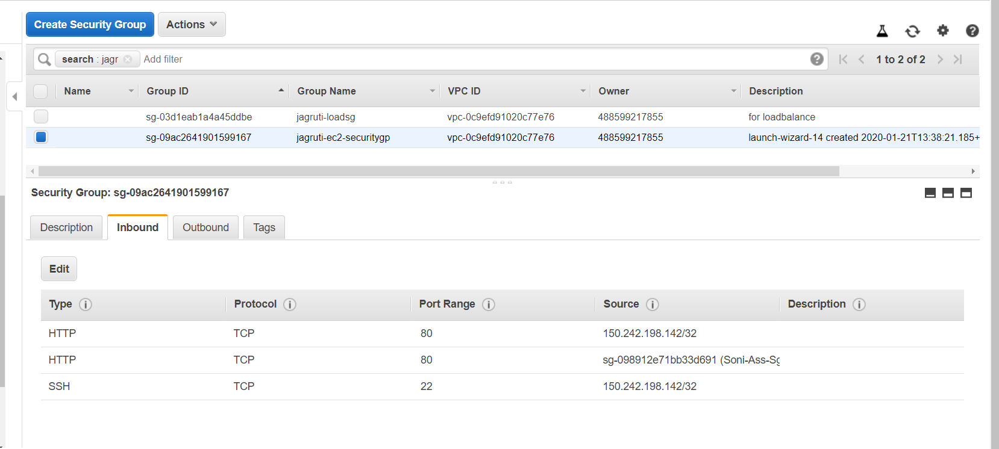 Create Security Group Actions
search : jagr Add filter 1 to 2 of 2
Name Group ID Group Name VPC ID Owner Description
sg-03d1eab1a4a45ddbe jagruti-loadsg vpc-0c9efd91020c77e76 488599217855 for loadbalance
sg-09ac2641901599167 jagruti-ec2-securitygp vpc-0c9efd91020c77e76 488599217855 launch-wizard-14 created 2020-01-21T13:38:21.185+
Security Group: sg-09ac2641901599167
Description Inbound Outbound Tags
Edit
Type Protocol Port Range Source Description
HTTP TCP 80 150.242.198.142/32
HTTP TCP 80 sg-098912e71bb33d691 (Soni-Ass-Sg
SSH TCP 22 150.242.198.142/32